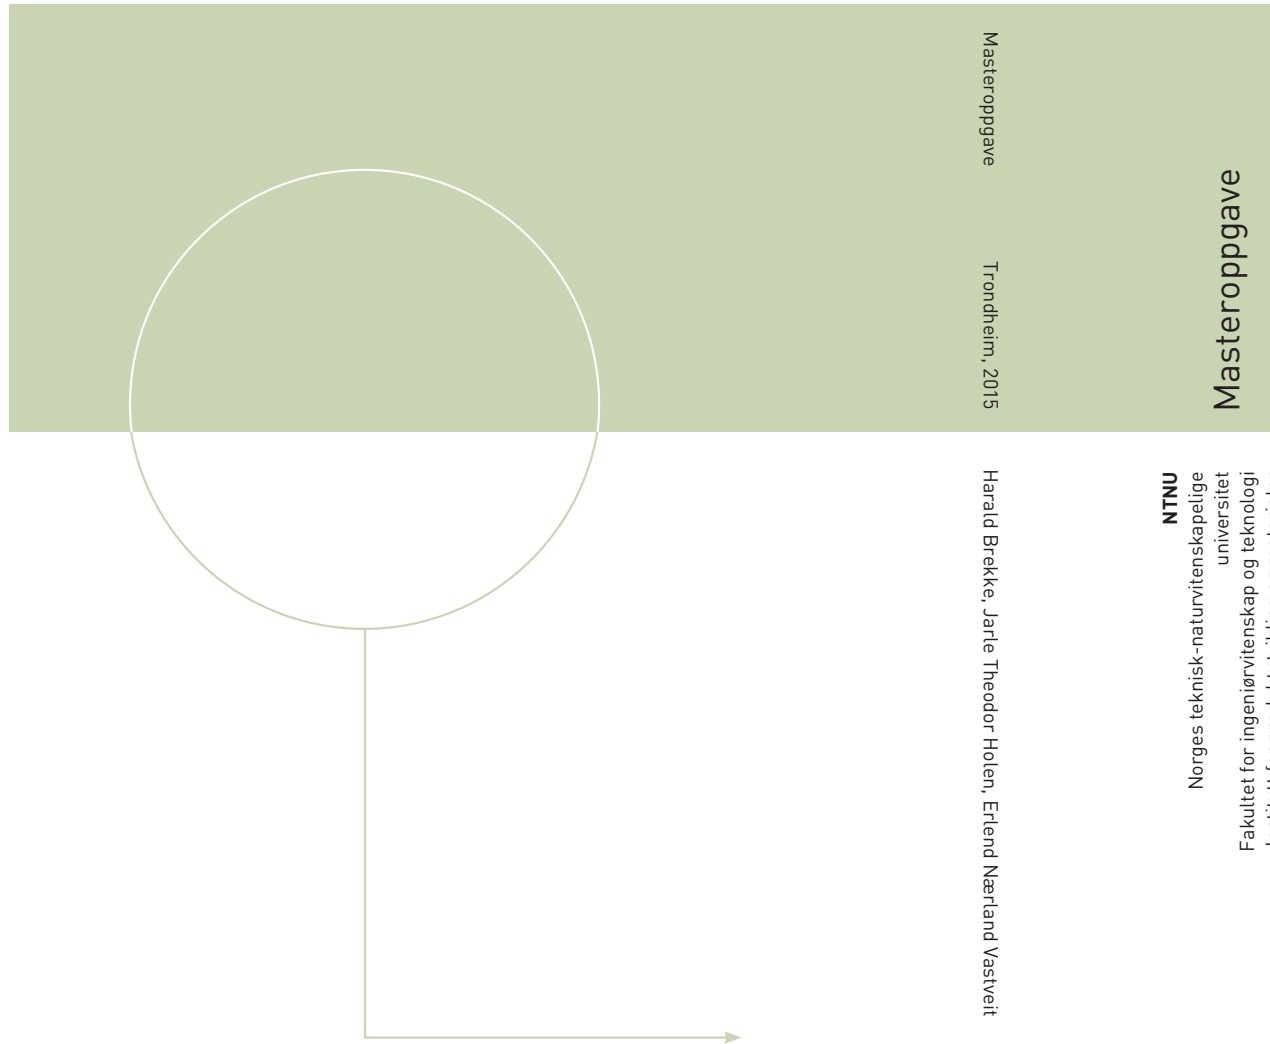 Masteroppgave
Trondheim, 2015
Harald Brekke, Jarle Theodor Holen, Erlend Nærland Vastveit
Masteroppgave
NTNU
Norges teknisk-naturvitenskapelige
universitet
Fakultet for ingeniørvitenskap og teknologi